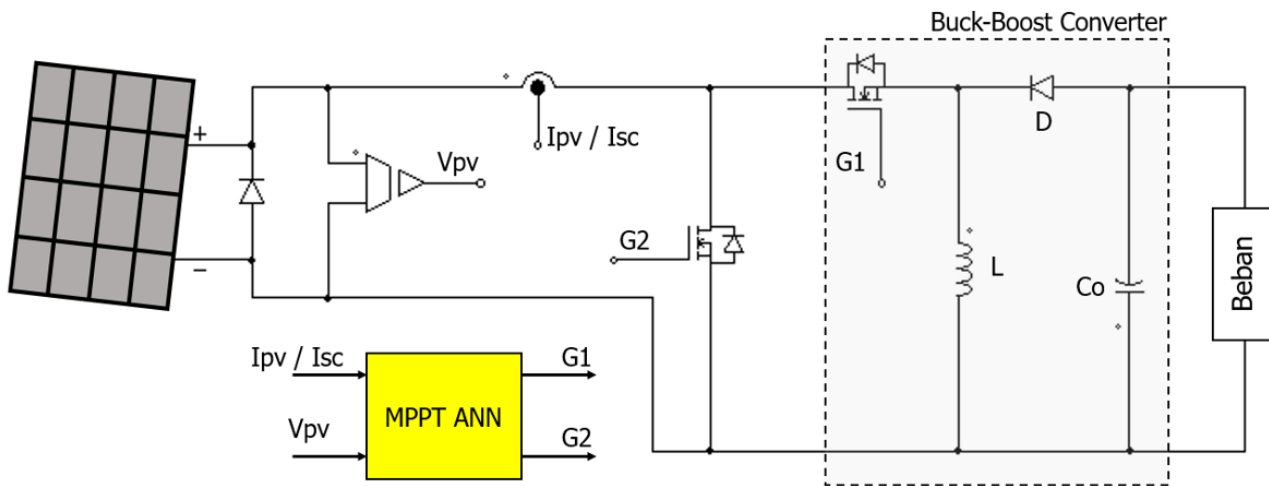 Buck-Boost Converter
+
Ipv / Isc
D
Vpv
G1
−
G2
L
Co
Beban
Ipv / Isc
G1
MPPT ANN
Vpv
G2